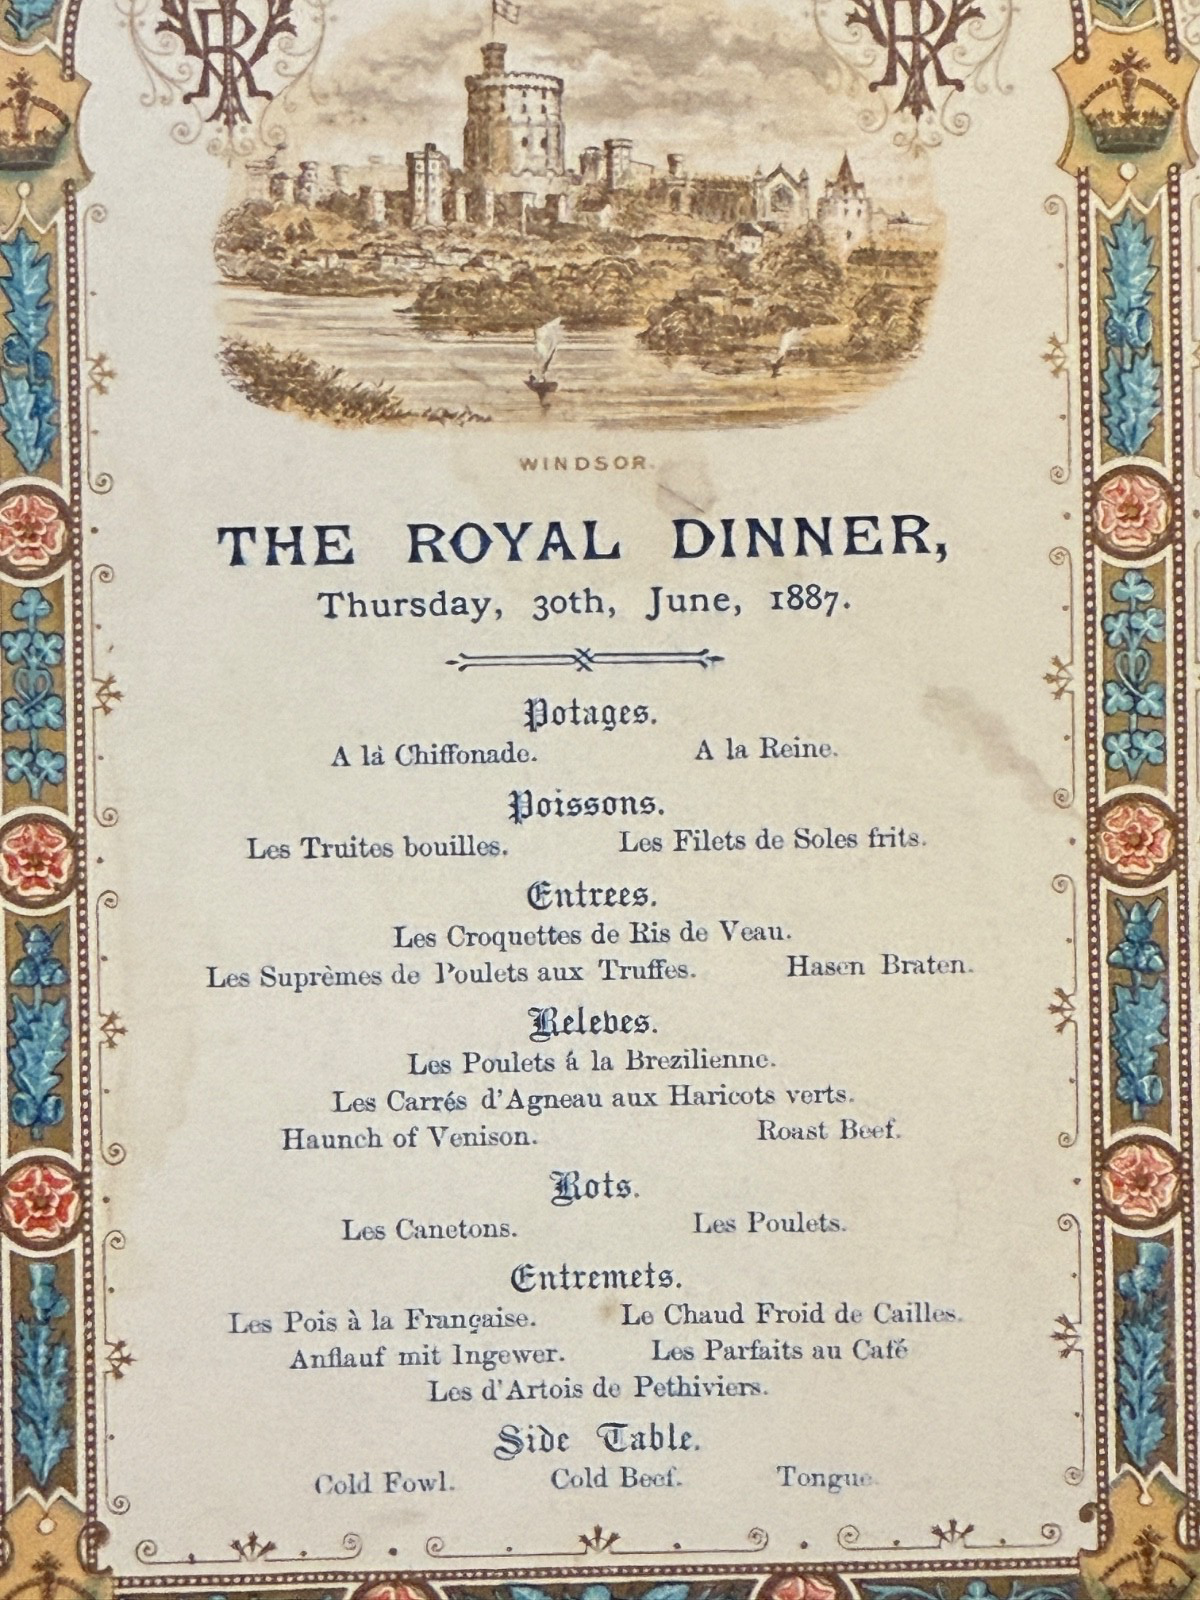 VR VR
WINDSOR.
THE ROYAL DINNER,
Thursday, 30th, June, 1887.
Potages.
A là Chiffonade. A la Reine.
Poissons.
Les Truites bouilles. Les Filets de Soles frits.
Entrees.
Les Croquettes de Ris de Veau.
Les Suprèmes de Poulets aux Truffes. Hasen Braten.
Releves.
Les Poulets á la Brezilienne.
Les Carrés d'Agneau aux Haricots verts.
Haunch of Venison. Roast Beef.
Rots.
Les Canetons. Les Poulets.
Entremets.
Les Pois à la Française. Le Chaud Froid de Cailles.
Anflauf mit Ingewer. Les Parfaits au Café
Les d'Artois de Pethiviers.
Side Table.
Cold Fowl. Cold Beef. Tongue.